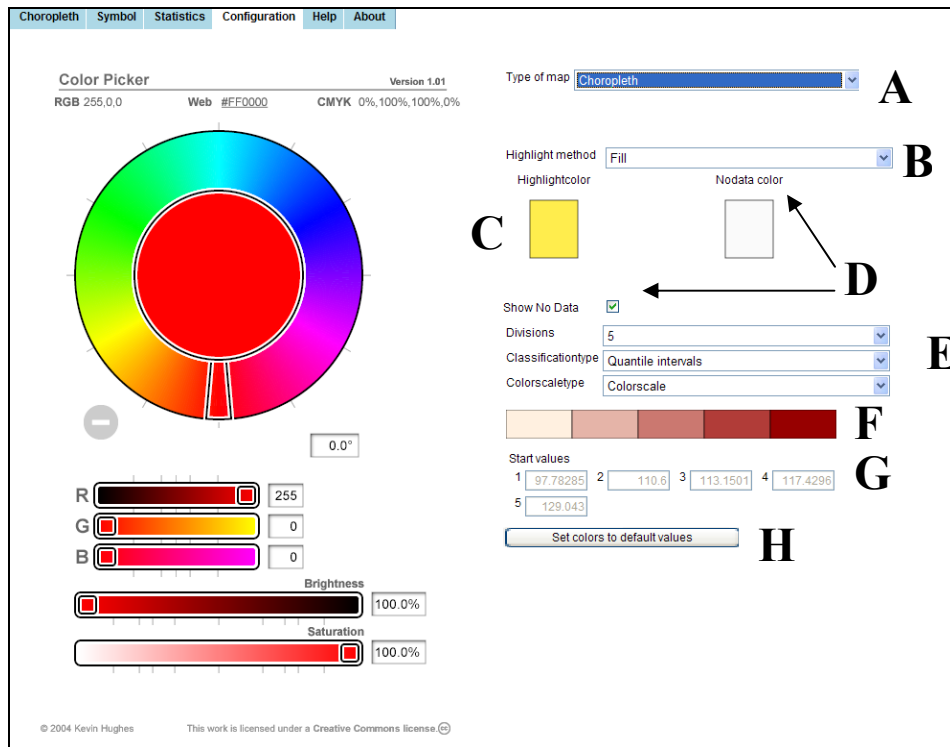 Choropleth Symbol Statistics Configuration Help About
Color Picker Version 1.01
RGB 255,0,0 Web #FF0000 CMYK 0%,100%,100%,0%
0.0°
R 255
G 0
B 0
Brightness
100.0%
Saturation
100.0%
© 2004 Kevin Hughes This work is licensed under a Creative Commons license. cc
Type of map Choropleth A
Highlight method Fill B
Highlightcolor Nodata color
C
D
Show No Data
Divisions 5
E
Classificationtype Quantile intervals
Colorscaletype Colorscale
F
Start values
G
1 97.78285 2 110.6 3 113.1501 4 117.4296
5 129.043
Set colors to default values H